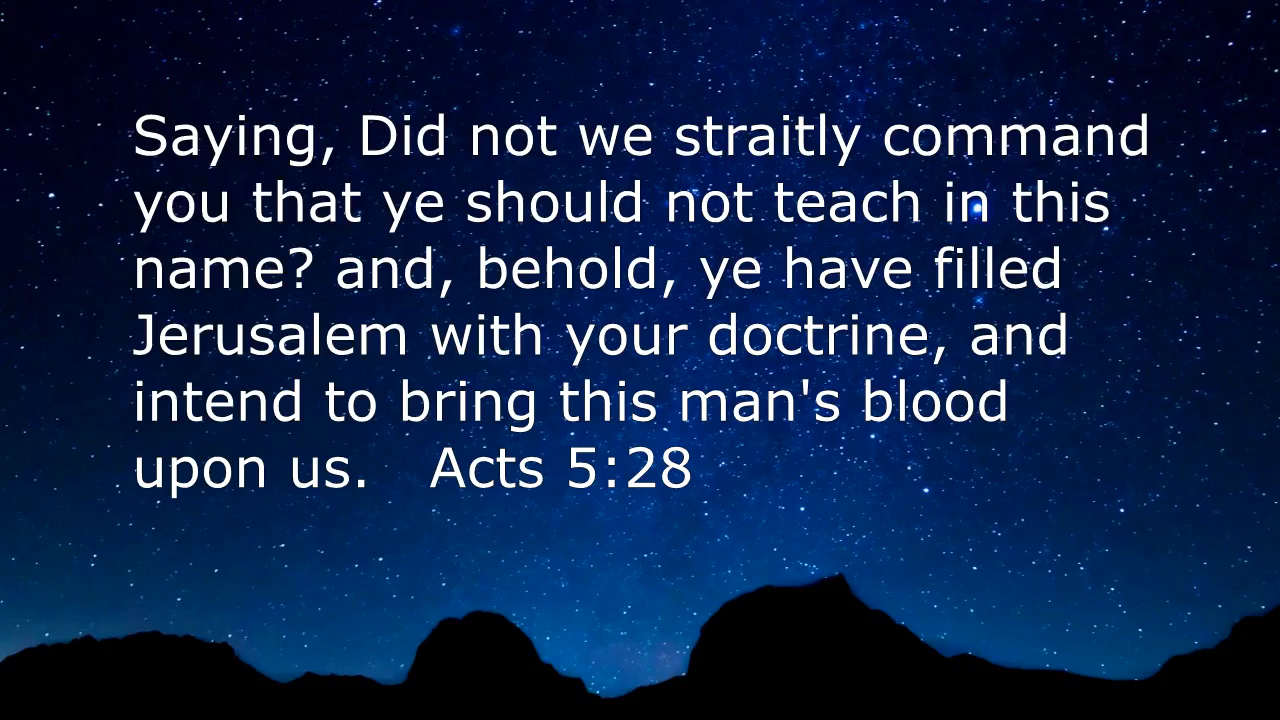 Saying, Did not we straitly command
you that ye should not teach in this
name? and, behold, ye have filled
Jerusalem with your doctrine, and
intend to bring this man's blood
upon us.   Acts 5:28